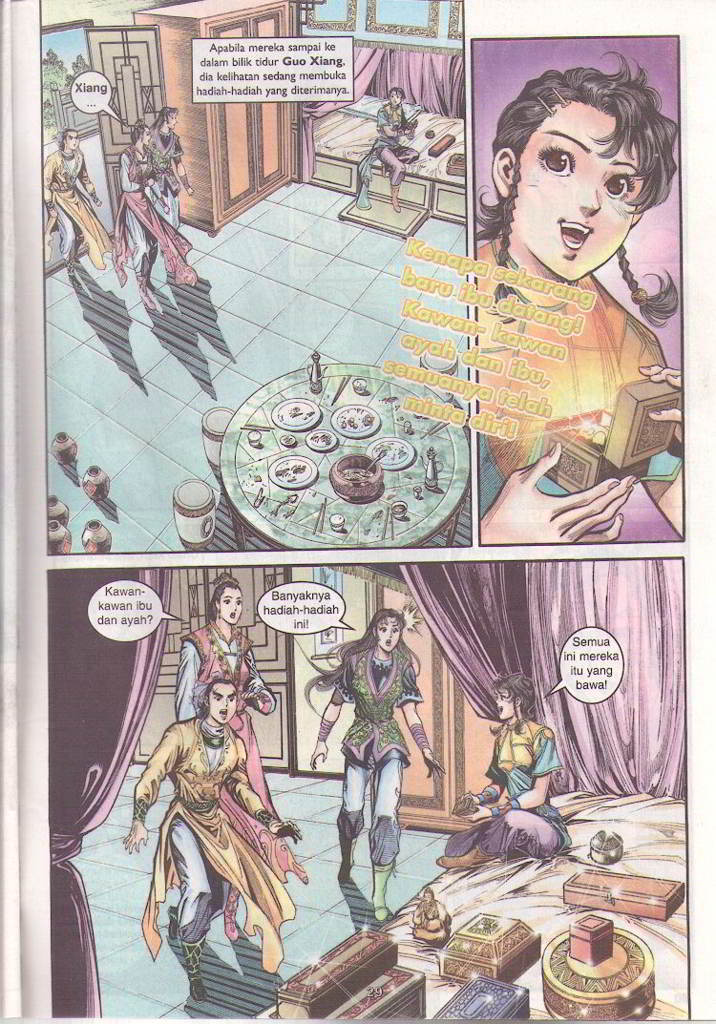 Apabila mereka sampai ke
dalam bilik tidur Guo Xiang,
dia kelihatan sedang membuka
hadiah-hadiah yang diterimanya.
Xiang
...
Kenapa sekarang
baru ibu datang!
Kawan- kawan
ayah dan ibu,
semuanya telah
minta diri!
Kawan-
kawan ibu
dan ayah?
Banyaknya
hadiah-hadiah
ini!
Semua
ini mereka
itu yang
bawa!
29